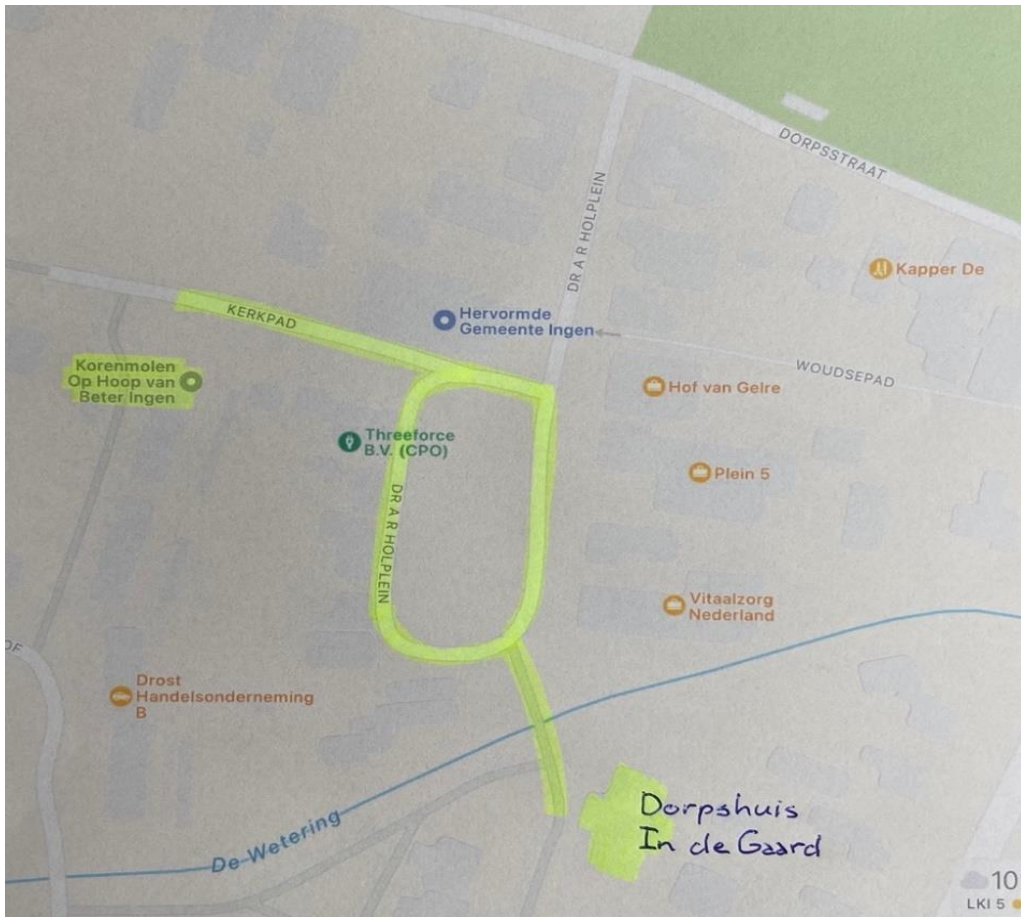 DORPSSTRAAT
DR A R HOLPLEIN
Kapper De
KERKPAD
Hervormde
Gemeente Ingen
WOUDSEPAD
Korenmolen
Op Hoop van
Beter Ingen
Hof van Gelre
Threeforce
B.V. (CPO)
Plein 5
DR A R HOLPLEIN
Vitaalzorg
Nederland
OF
Drost
Handelsonderneming
B
De Wetering
Dorpshuis
In de Gaard
10
LKI 5